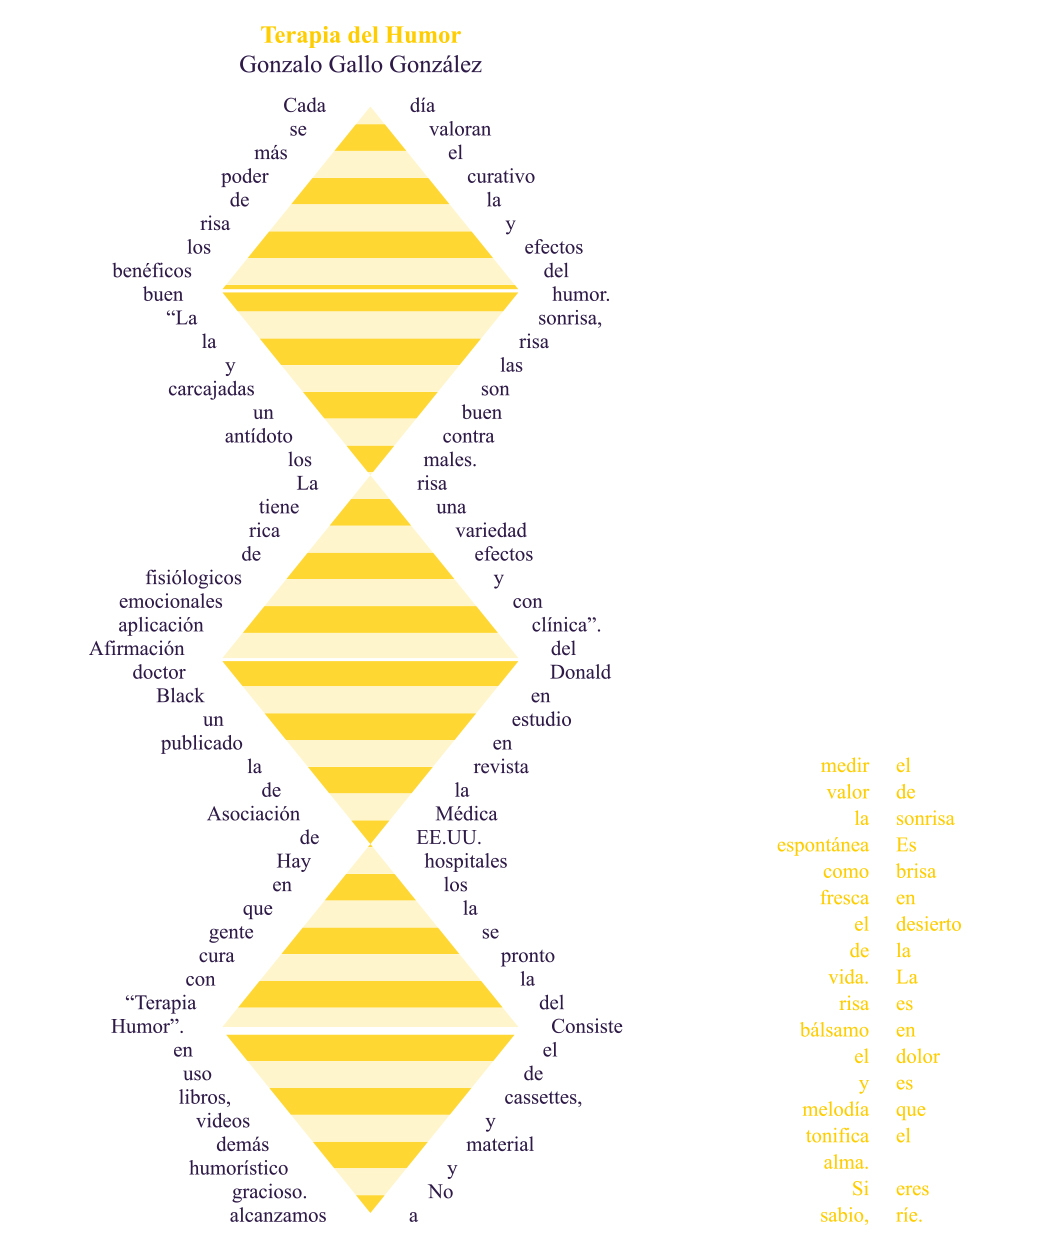 Terapia del Humor
Gonzalo Gallo González
Cada día
se valoran
más el
poder curativo
de la
risa y
los efectos
benéficos del
buen humor.
“La sonrisa,
la risa
y las
carcajadas son
un buen
antídoto contra
los males.
La risa
tiene una
rica variedad
de efectos
fisiólogicos y
emocionales con
aplicación clínica”.
Afirmación del
doctor Donald
Black en
un estudio
publicado en
la revista
de la
Asociación Médica
de EE.UU.
Hay hospitales
en los
que la
gente se
cura pronto
con la
“Terapia del
Humor”. Consiste
en el
uso de
libros, cassettes,
videos y
demás material
humorístico y
gracioso. No
alcanzamos a
medir el
valor de
la sonrisa
espontánea Es
como brisa
fresca en
el desierto
de la
vida. La
risa es
bálsamo en
el dolor
y es
melodía que
tonifica el
alma.
Si eres
sabio, ríe.